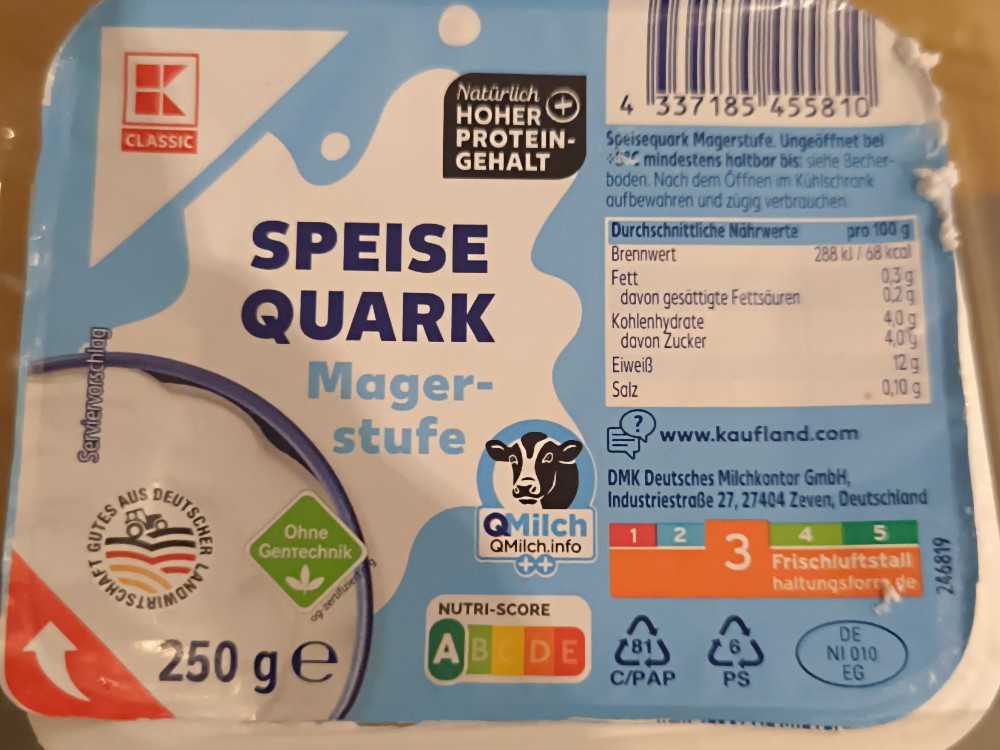 K
CLASSIC
Natürlich
HOHER
PROTEIN-
GEHALT
SPEISE
QUARK
Mager-
stufe
Serviervorschlag
GUTES AUS DEUTSCHER LANDWIRTSCHAFT
Ohne
Gentechnik
og-zertifizierung
250 g e
QMilch
QMilch.info
++
NUTRI-SCORE
A B C D E
4 337185 455810
Speisequark Magerstufe. Ungeöffnet bei
+8°C mindestens haltbar bis: siehe Becher-
boden. Nach dem Öffnen im Kühlschrank
aufbewahren und zügig verbrauchen.
Durchschnittliche Nährwerte pro 100 g
Brennwert 288 kJ / 68 kcal
Fett 0,3 g
davon gesättigte Fettsäuren 0,2 g
Kohlenhydrate 4,0 g
davon Zucker 4,0 g
Eiweiß 12 g
Salz 0,10 g
?
www.kaufland.com
DMK Deutsches Milchkontor GmbH,
Industriestraße 27, 27404 Zeven, Deutschland
1 2 3 4 5
Frischluftstall
haltungsform.de
246819
81
C/PAP
6
PS
DE
NI 010
EG